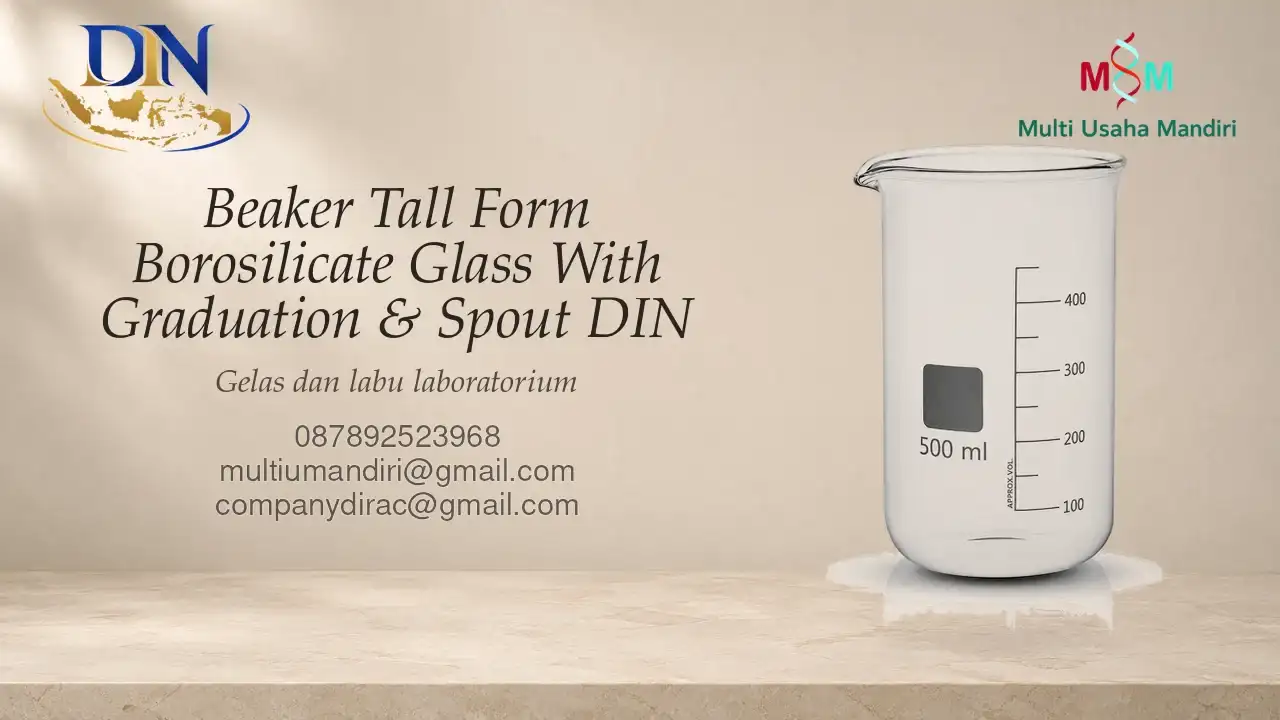 DIN
MSM
Multi Usaha Mandiri
Beaker Tall Form
Borosilicate Glass With
Graduation & Spout DIN
Gelas dan labu laboratorium
087892523968
multiumandiri@gmail.com
companydirac@gmail.com
400
300
500 ml
200
APPROX.VOL.
100